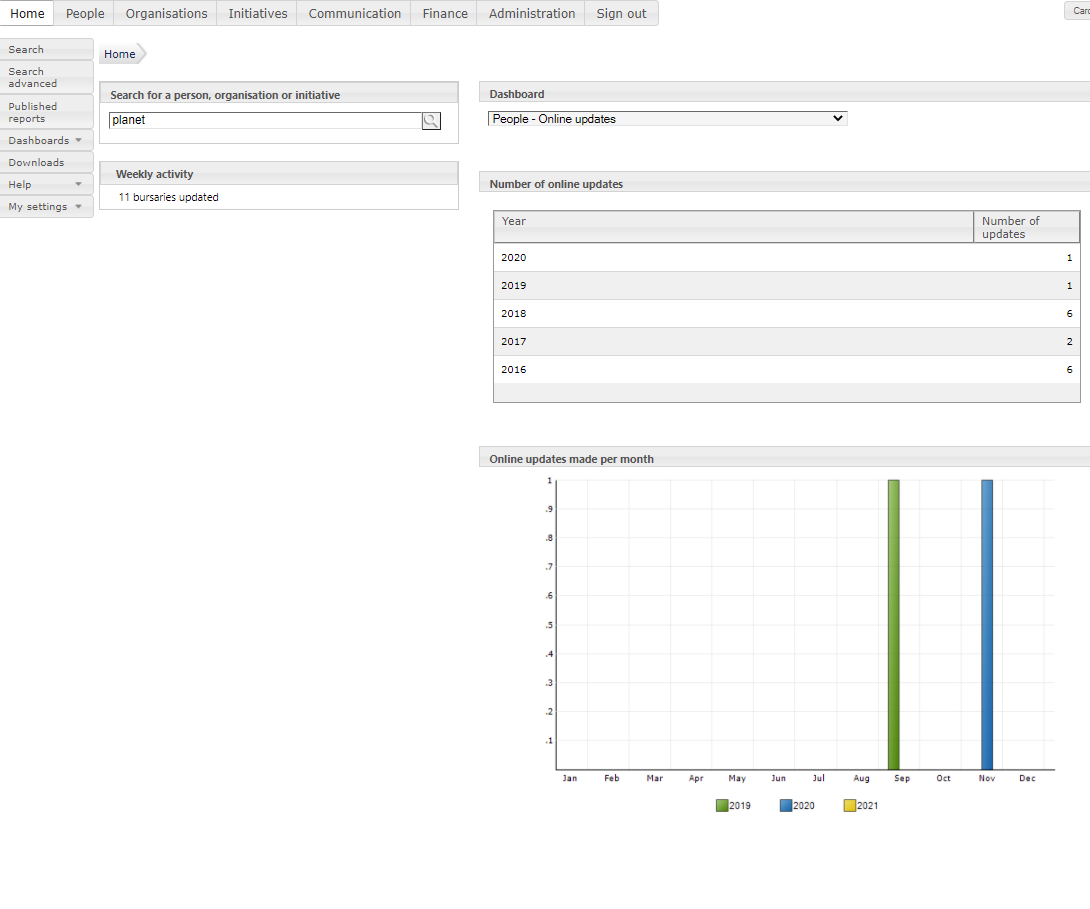 Home People Organisations Initiatives Communication Finance Administration Sign out
Search
Search
advanced
Published
reports
Dashboards
Downloads
Help
My settings
Home
Search for a person, organisation or initiative
planet
Weekly activity
11 bursaries updated
Dashboard
People - Online updates
Number of online updates
Year Number of
updates
2020 1
2019 1
2018 6
2017 2
2016 6
Online updates made per month
1
.9
.8
.7
.6
.5
.4
.3
.2
.1
Jan Feb Mar Apr May Jun Jul Aug Sep Oct Nov Dec
2019 2020 2021